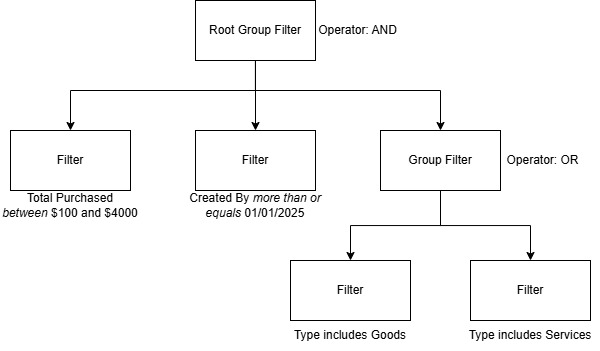 Root Group Filter
Operator: AND
Filter
Filter
Group Filter
Operator: OR
Total Purchased
between $100 and $4000
Created By more than or
equals 01/01/2025
Filter
Filter
Type includes Goods
Type includes Services